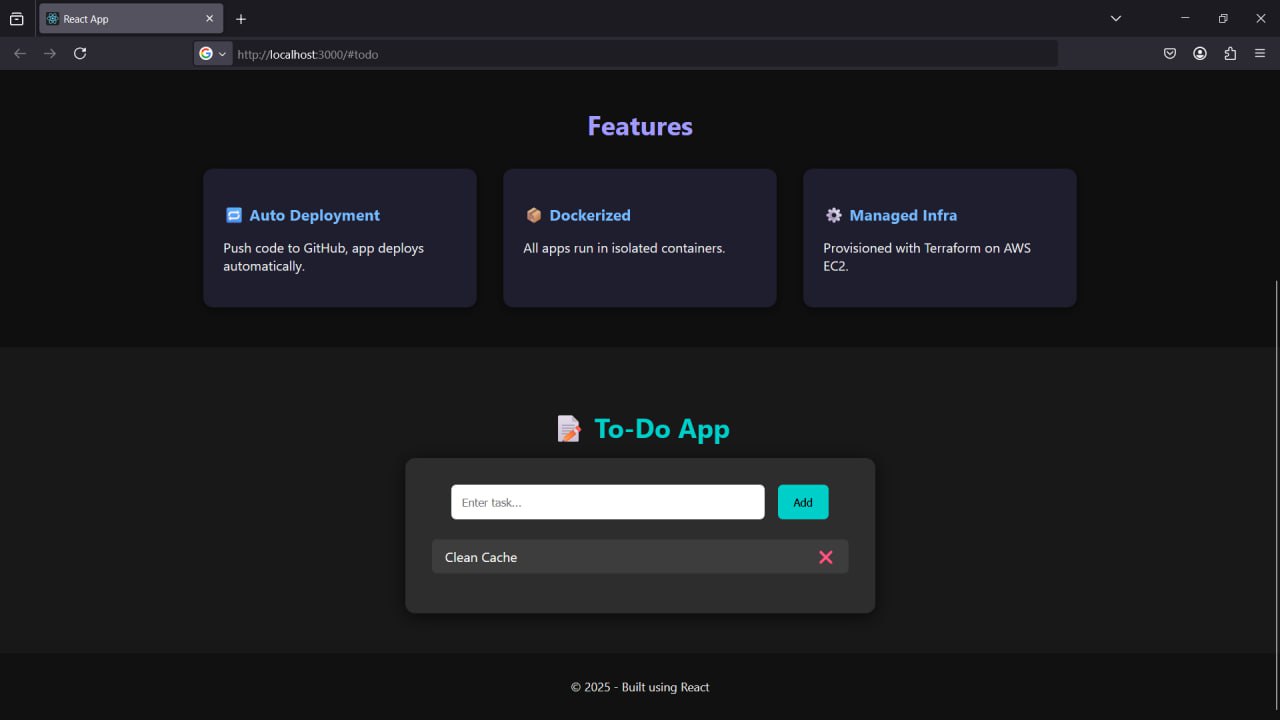 React App
http://localhost:3000/#todo
Features
Auto Deployment
Push code to GitHub, app deploys
automatically.
Dockerized
All apps run in isolated containers.
Managed Infra
Provisioned with Terraform on AWS
EC2.
To-Do App
Enter task...
Add
Clean Cache
© 2025 - Built using React